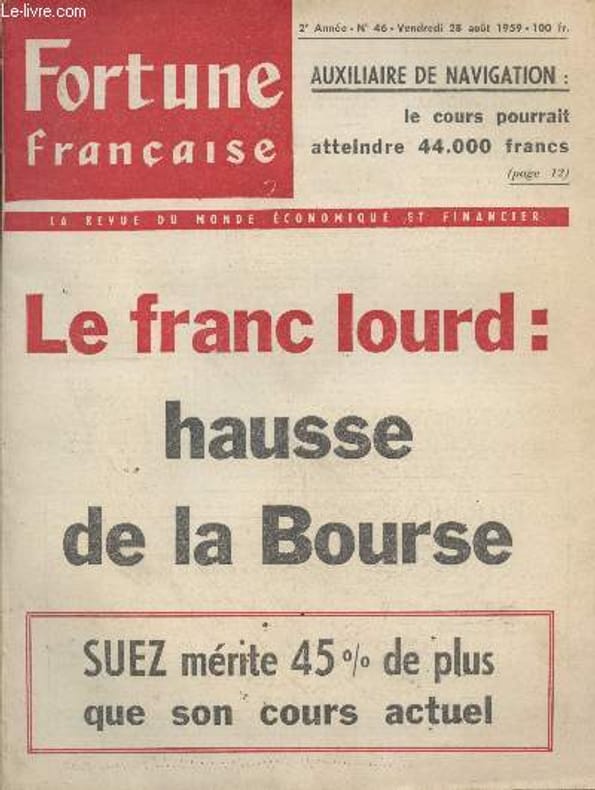 Le-livre.com
2e Année - No 46 - Vendredi 28 août 1959 - 100 fr.
Fortune
française
AUXILIAIRE DE NAVIGATION :
le cours pourrait
atteindre 44.000 francs
(page 12)
LA REVUE DU MONDE ÉCONOMIQUE ET FINANCIER
Le franc lourd :
hausse
de la Bourse
SUEZ mérite 45 % de plus
que son cours actuel